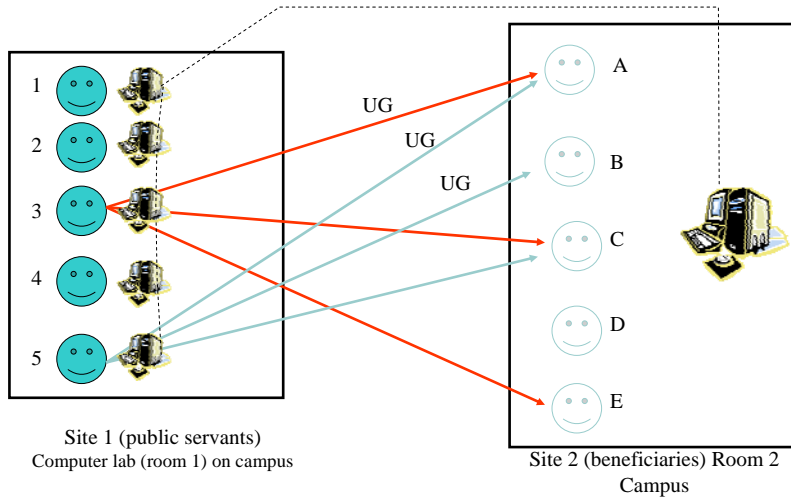 1
2
3
4
5
UG
UG
UG
A
B
C
D
E
Site 1 (public servants)
Computer lab (room 1) on campus
Site 2 (beneficiaries) Room 2
Campus